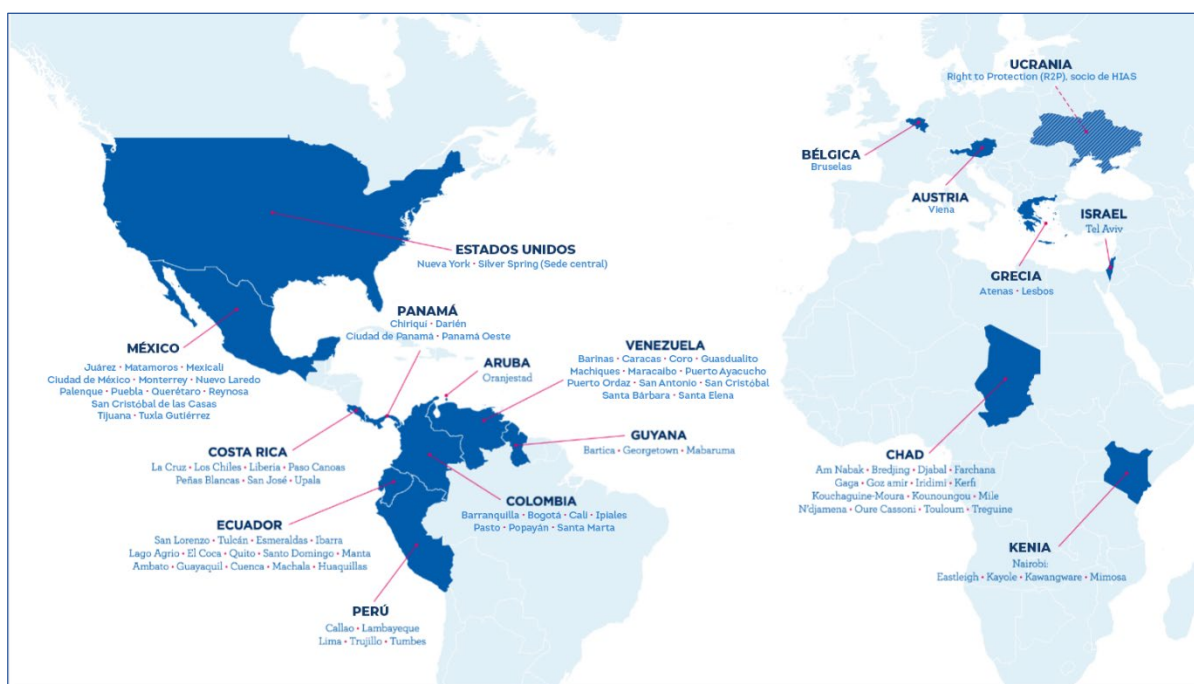 UCRANIA
Right to Protection (R2P), socio de HIAS
BÉLGICA
Bruselas
AUSTRIA
Viena
ISRAEL
Tel Aviv
GRECIA
Atenas • Lesbos
ESTADOS UNIDOS
Nueva York • Silver Spring (Sede central)
PANAMÁ
Chiriquí • Darién
Ciudad de Panamá • Panamá Oeste
MÉXICO
Juárez • Matamoros • Mexicali
Ciudad de México • Monterrey • Nuevo Laredo
Palenque • Puebla • Querétaro • Reynosa
San Cristóbal de las Casas
Tijuana • Tuxla Gutiérrez
ARUBA
Oranjestad
VENEZUELA
Barinas • Caracas • Coro • Guasdualito
Machiques • Maracaibo • Puerto Ayacucho
Puerto Ordaz • San Antonio • San Cristóbal
Santa Bárbara • Santa Elena
GUYANA
Bartica • Georgetown • Mabaruma
COSTA RICA
La Cruz • Los Chiles • Liberia • Paso Canoas
Peñas Blancas • San José • Upala
COLOMBIA
Barranquilla • Bogotá • Cali • Ipiales
Pasto • Popayán • Santa Marta
ECUADOR
San Lorenzo • Tulcán • Esmeraldas • Ibarra
Lago Agrio • El Coca • Quito • Santo Domingo • Manta
Ambato • Guayaquil • Cuenca • Machala • Huaquillas
PERÚ
Callao • Lambayeque
Lima • Trujillo • Tumbes
CHAD
Am Nabak • Bredjing • Djabal • Farchana
Gaga • Goz amir • Iridimi • Kerfi
Kouchaguine-Moura • Kounoungou • Mile
N'djamena • Oure Cassoni • Touloum • Treguine
KENIA
Nairobi:
Eastleigh • Kayole • Kawangware • Mimosa